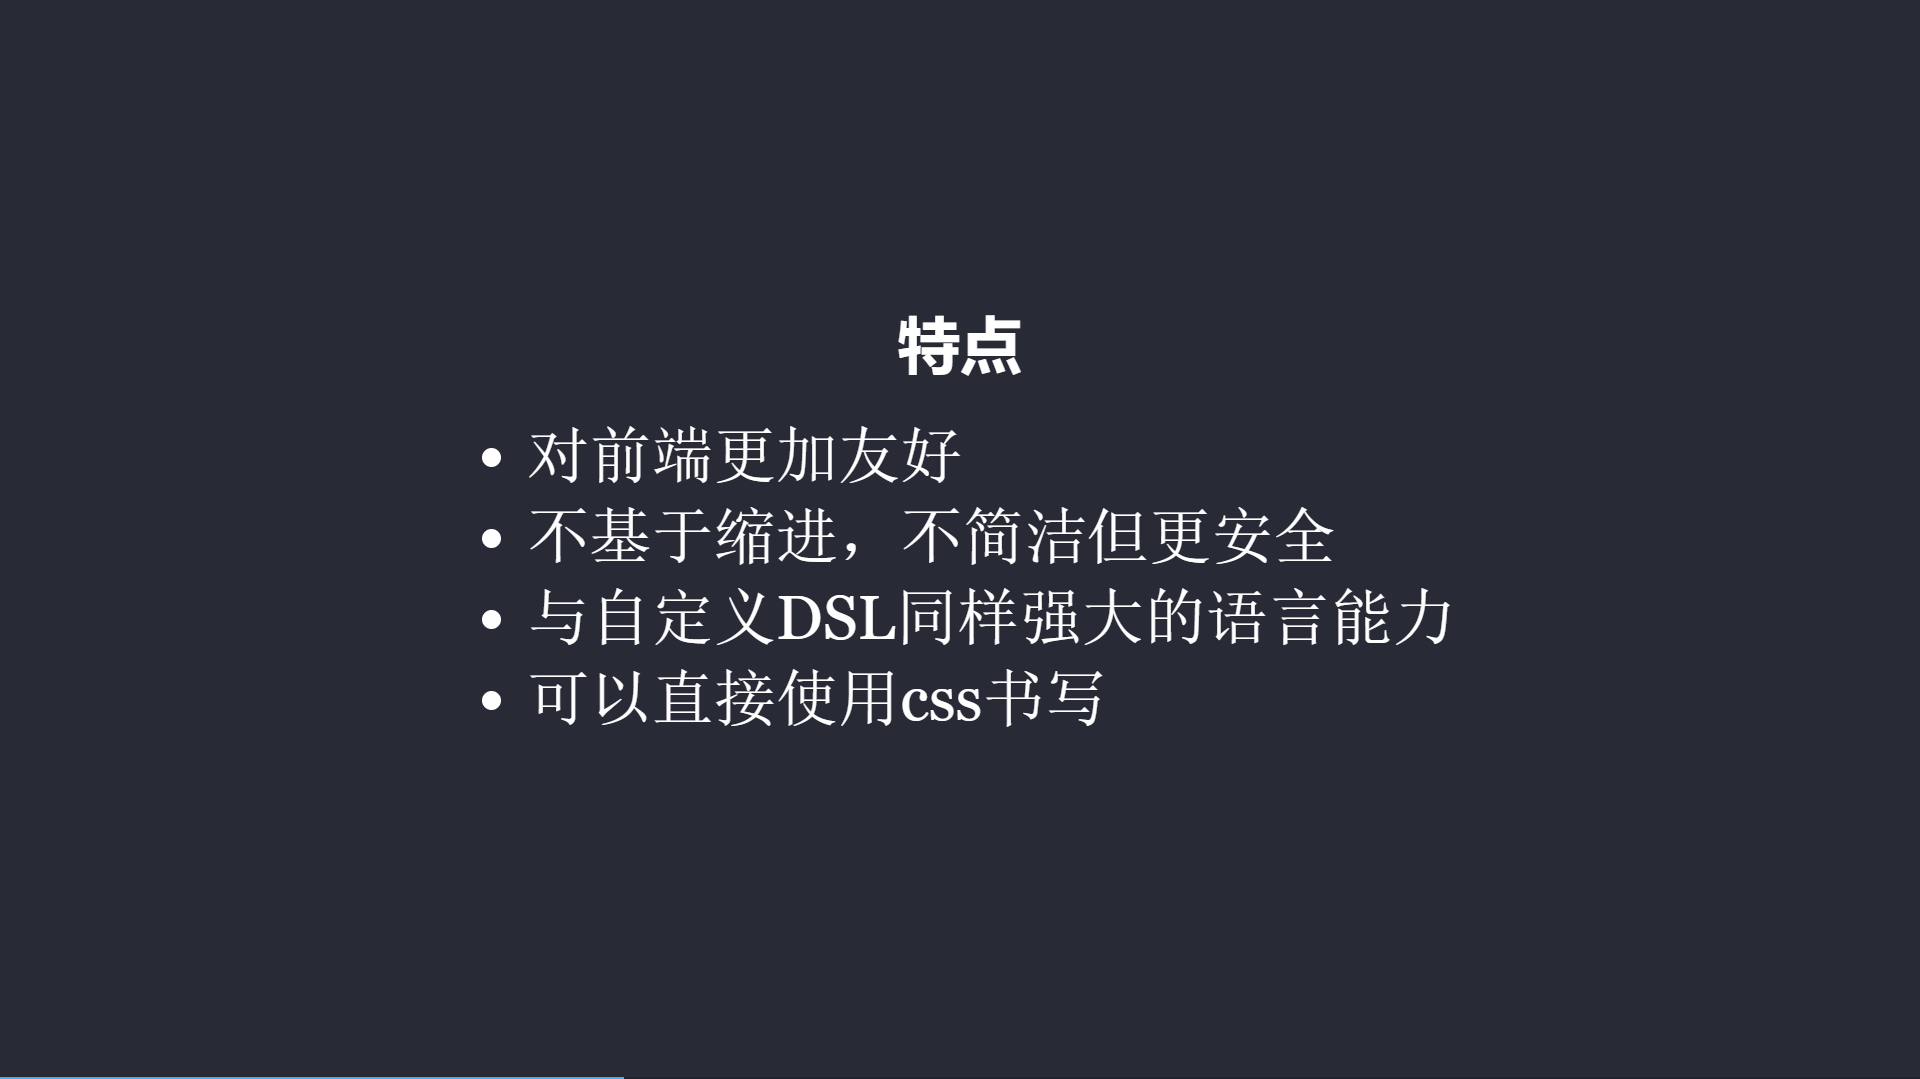 特点
对前端更加友好
不基于缩进，不简洁但更安全
与自定义DSL同样强大的语言能力
可以直接使用css书写